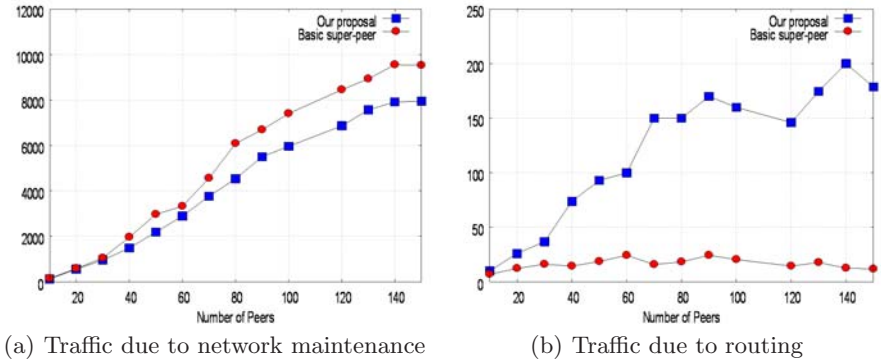 12000
10000
8000
6000
4000
2000
0
Our proposal
Basic super-peer
20 40 60 80 100 120 140
Number of Peers
(a) Traffic due to network maintenance
250
200
150
100
50
0
Our proposal
Basic super-peer
20 40 60 80 100 120 140
Number of Peers
(b) Traffic due to routing